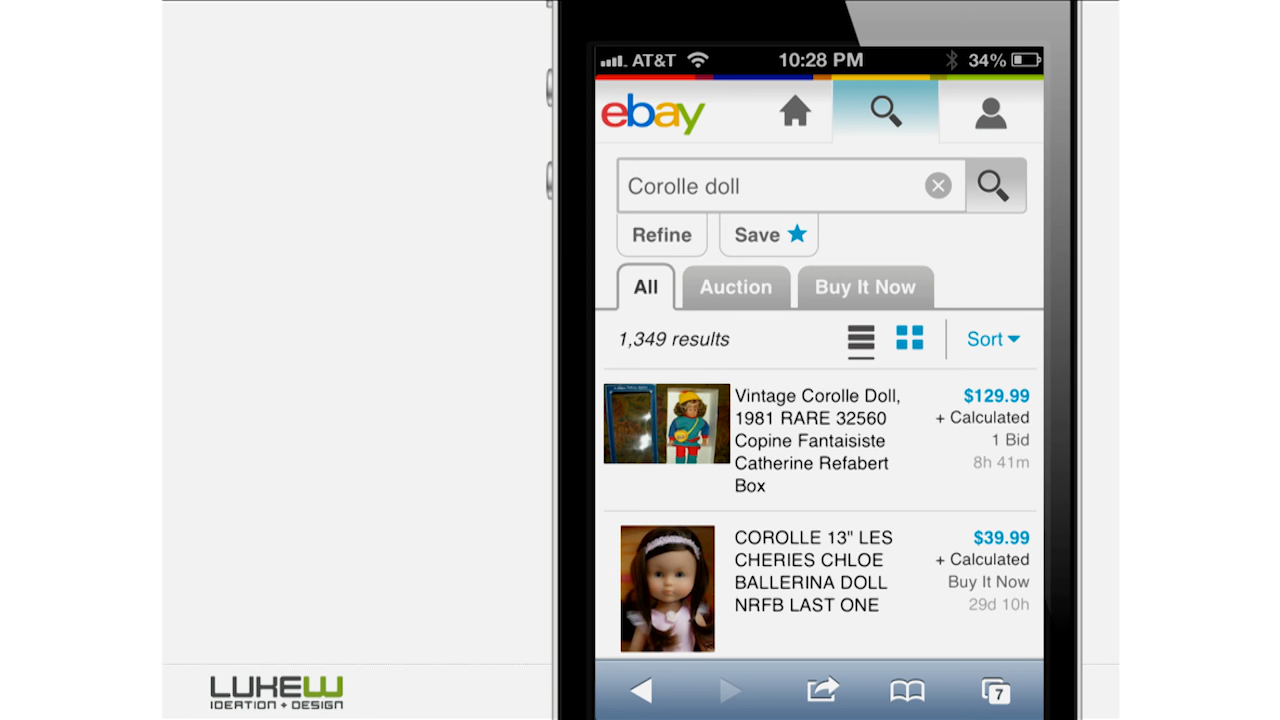 AT&T 10:28 PM 34%
ebay
Corolle doll
Refine Save
All Auction Buy It Now
1,349 results Sort
Vintage Corolle Doll, $129.99
1981 RARE 32560 + Calculated
Copine Fantaisiste 1 Bid
Catherine Refabert 8h 41m
Box
COROLLE 13" LES $39.99
CHERIES CHLOE + Calculated
BALLERINA DOLL Buy It Now
NRFB LAST ONE 29d 10h
7
LUKEW
IDEATION + DESIGN